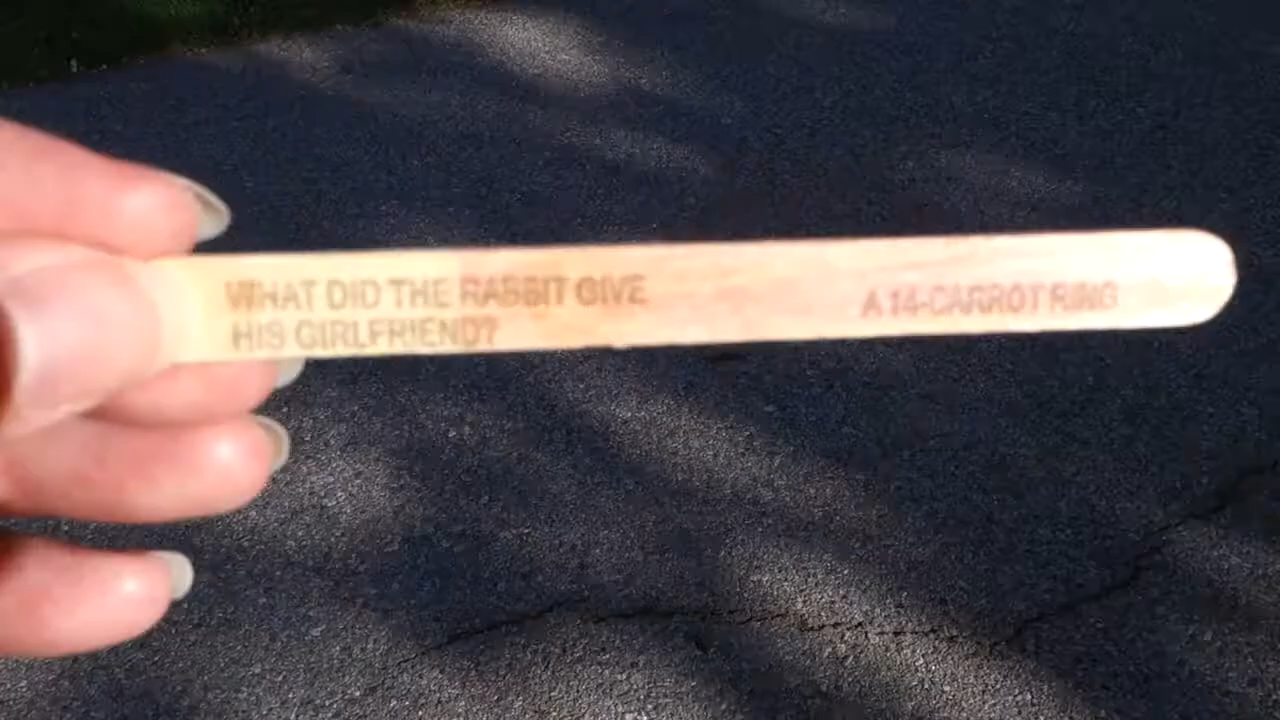 WHAT DID THE RABBIT GIVE
HIS GIRLFRIEND?
A 14-CARROT RING